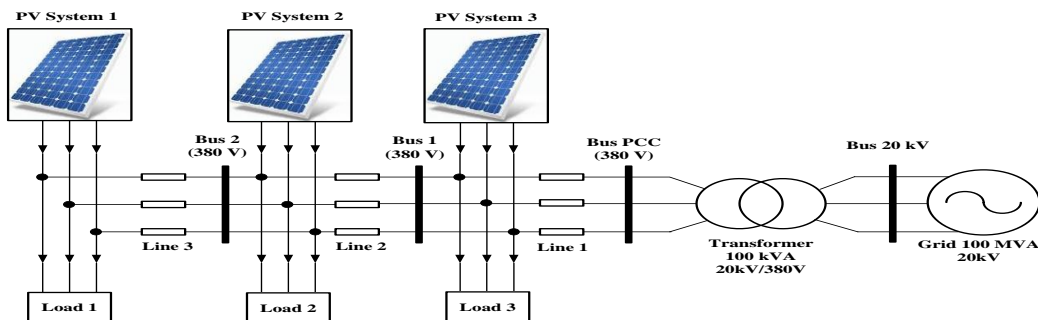 PV System 1
PV System 2
PV System 3
Bus 2
(380 V)
Bus 1
(380 V)
Bus PCC
(380 V)
Bus 20 kV
Line 3
Line 2
Line 1
Transformer
100 kVA
20kV/380V
Grid 100 MVA
20kV
Load 1
Load 2
Load 3